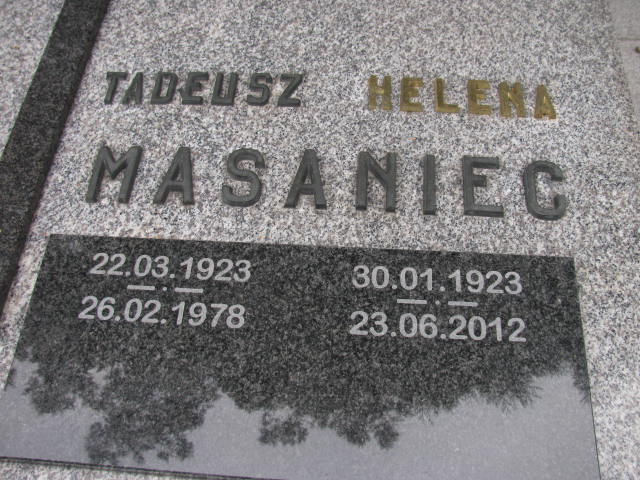 TADEUSZ HELENA
MASANIEC
22.03.1923 30.01.1923
— . — — . —
26.02.1978 23.06.2012